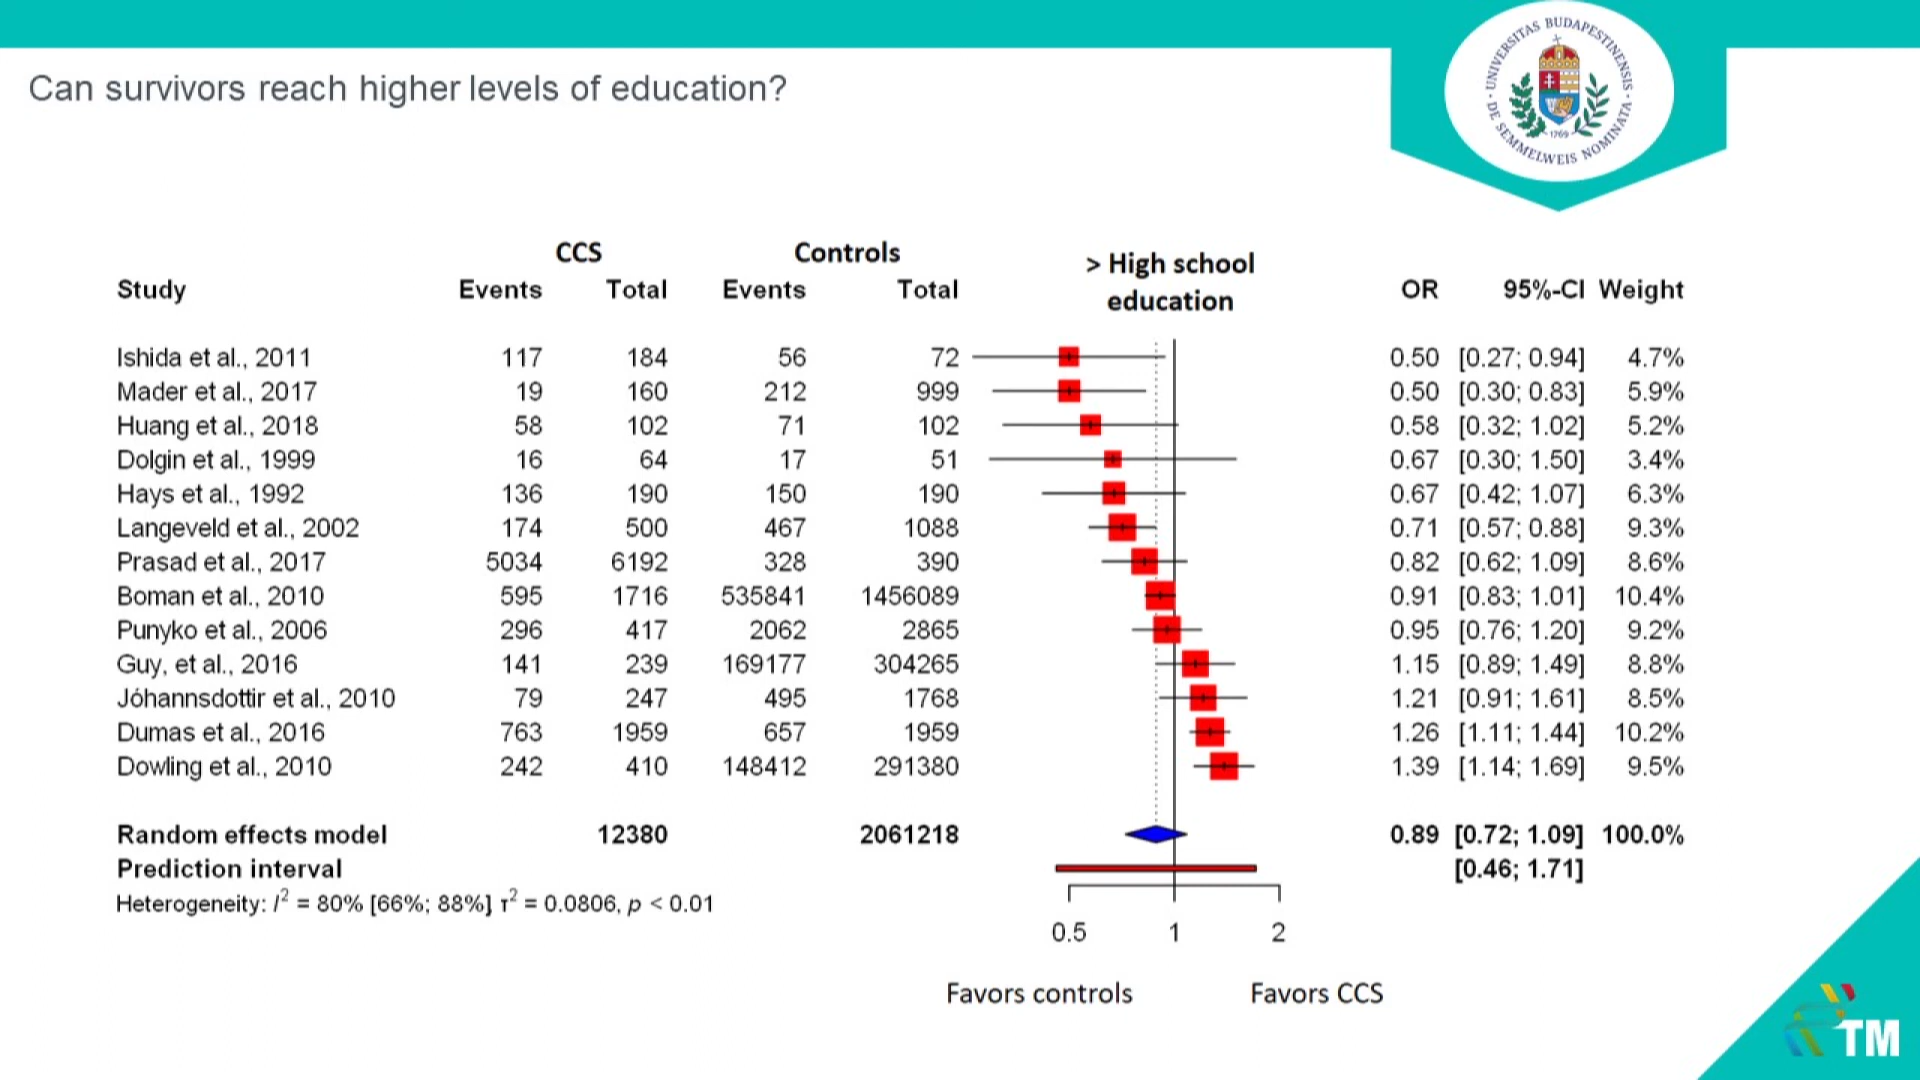 Can survivors reach higher levels of education?
UNIVERSITAS BUDAPESTINENSIS
DE SEMMELWEIS NOMINATA
1769
CCS Controls
> High school education
Study Events Total Events Total OR 95%-CI Weight
Ishida et al., 2011 117 184 56 72 0.50 [0.27; 0.94] 4.7%
Mader et al., 2017 19 160 212 999 0.50 [0.30; 0.83] 5.9%
Huang et al., 2018 58 102 71 102 0.58 [0.32; 1.02] 5.2%
Dolgin et al., 1999 16 64 17 51 0.67 [0.30; 1.50] 3.4%
Hays et al., 1992 136 190 150 190 0.67 [0.42; 1.07] 6.3%
Langeveld et al., 2002 174 500 467 1088 0.71 [0.57; 0.88] 9.3%
Prasad et al., 2017 5034 6192 328 390 0.82 [0.62; 1.09] 8.6%
Boman et al., 2010 595 1716 535841 1456089 0.91 [0.83; 1.01] 10.4%
Punyko et al., 2006 296 417 2062 2865 0.95 [0.76; 1.20] 9.2%
Guy, et al., 2016 141 239 169177 304265 1.15 [0.89; 1.49] 8.8%
Jóhannsdottir et al., 2010 79 247 495 1768 1.21 [0.91; 1.61] 8.5%
Dumas et al., 2016 763 1959 657 1959 1.26 [1.11; 1.44] 10.2%
Dowling et al., 2010 242 410 148412 291380 1.39 [1.14; 1.69] 9.5%
Random effects model 12380 2061218 0.89 [0.72; 1.09] 100.0%
Prediction interval [0.46; 1.71]
Heterogeneity: I² = 80% [66%; 88%] τ² = 0.0806, p < 0.01
0.5 1 2
Favors controls Favors CCS
TM